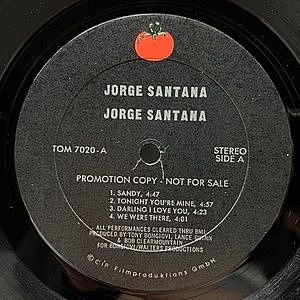 JORGE SANTANA
JORGE SANTANA
TOM 7020-A
STEREO
SIDE A
PROMOTION COPY - NOT FOR SALE
1. SANDY, 4:47
2. TONIGHT YOU'RE MINE, 4:57
3. DARLING I LOVE YOU, 4:23
4. WE WERE THERE, 4:01
ALL PERFORMANCES CLEARED THRU BMI
PRODUCED BY TONY BONGIOVI, LANCE QUINN
& BOB CLEARMOUNTAIN
FOR BONGIOVI/WALTERS PRODUCTIONS
Filmproduktions GmbH